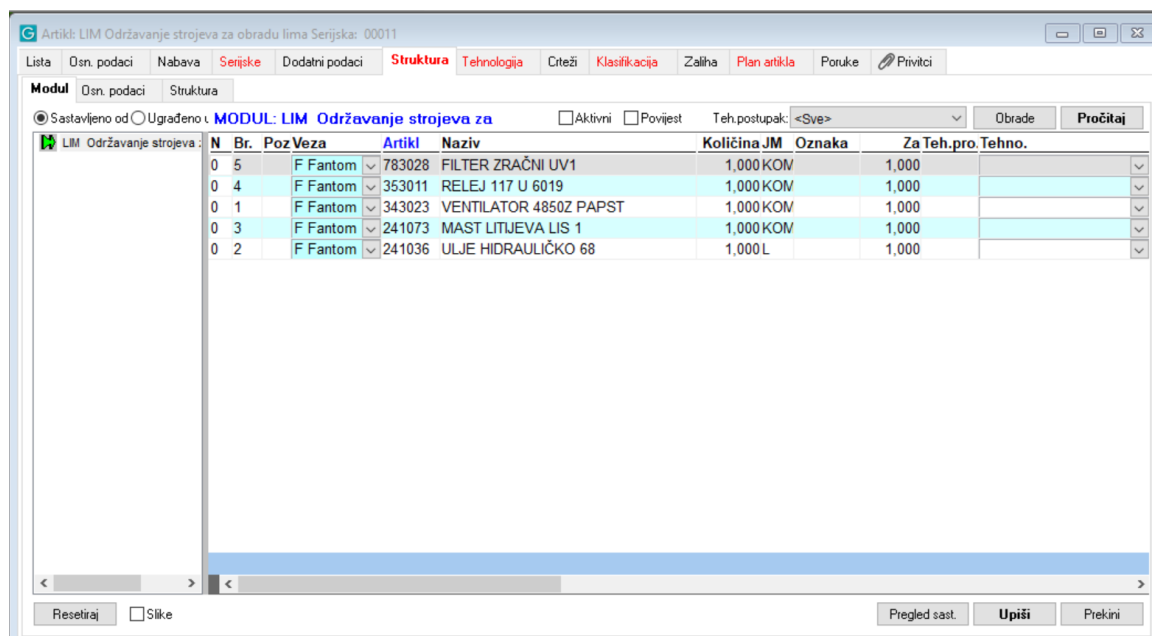 G Artikl: LIM Održavanje strojeva za obradu lima Serijska: 00011
Lista Osn. podaci Nabava Serijske Dodatni podaci Struktura Tehnologija Crteži Klasifikacija Zaliha Plan artikla Poruke Privitci
Modul Osn. podaci Struktura
Sastavljeno od Ugrađeno u MODUL: LIM Održavanje strojeva za Aktivni Povijest Teh.postupak: <Sve> Obrade Pročitaj
LIM Održavanje strojeva z N Br. Poz Veza Artikl Naziv Količina JM Oznaka Za Teh.pro. Tehno.
0 5 F Fantom 783028 FILTER ZRAČNI UV1 1,000 KOM 1,000
0 4 F Fantom 353011 RELEJ 117 U 6019 1,000 KOM 1,000
0 1 F Fantom 343023 VENTILATOR 4850Z PAPST 1,000 KOM 1,000
0 3 F Fantom 241073 MAST LITIJEVA LIS 1 1,000 KOM 1,000
0 2 F Fantom 241036 ULJE HIDRAULIČKO 68 1,000 L 1,000
Resetiraj Slike Pregled sast. Upiši Prekini